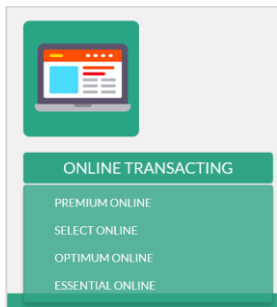 ONLINE TRANSACTING
PREMIUM ONLINE
SELECT ONLINE
OPTIMUM ONLINE
ESSENTIAL ONLINE